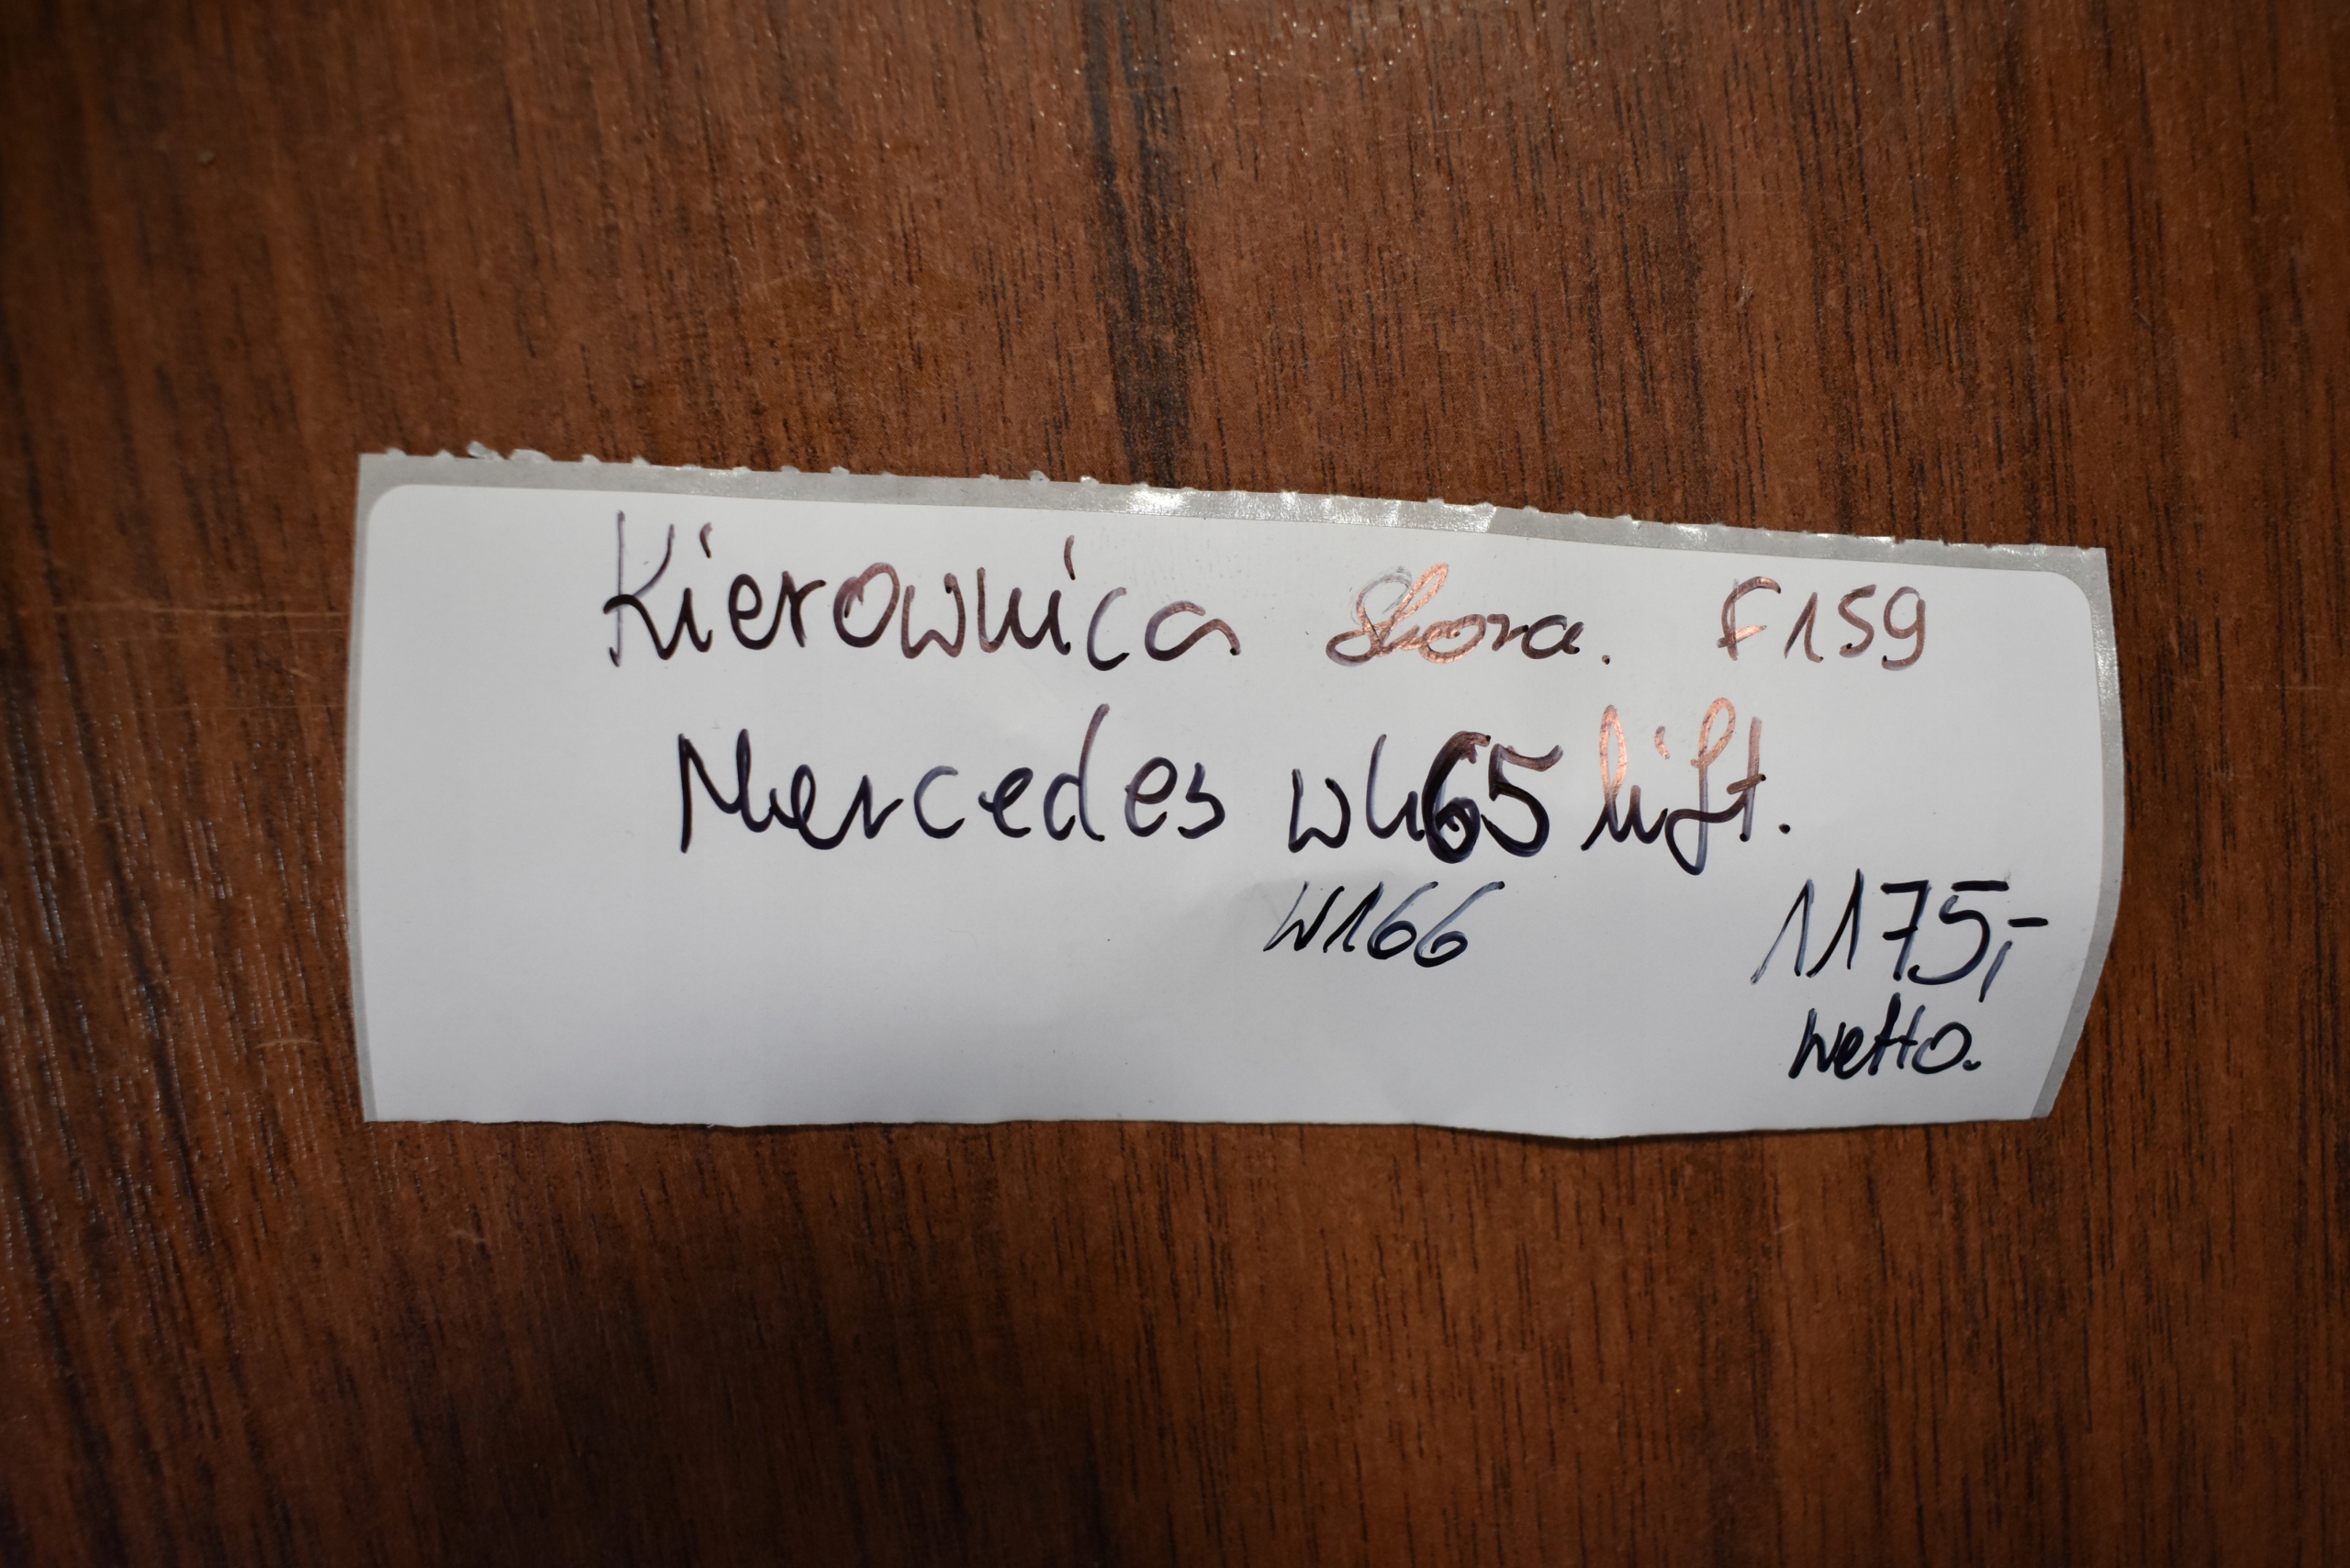 Kierownica skora. F159
Mercedes W465 lift.
W166
1175,-
netto.